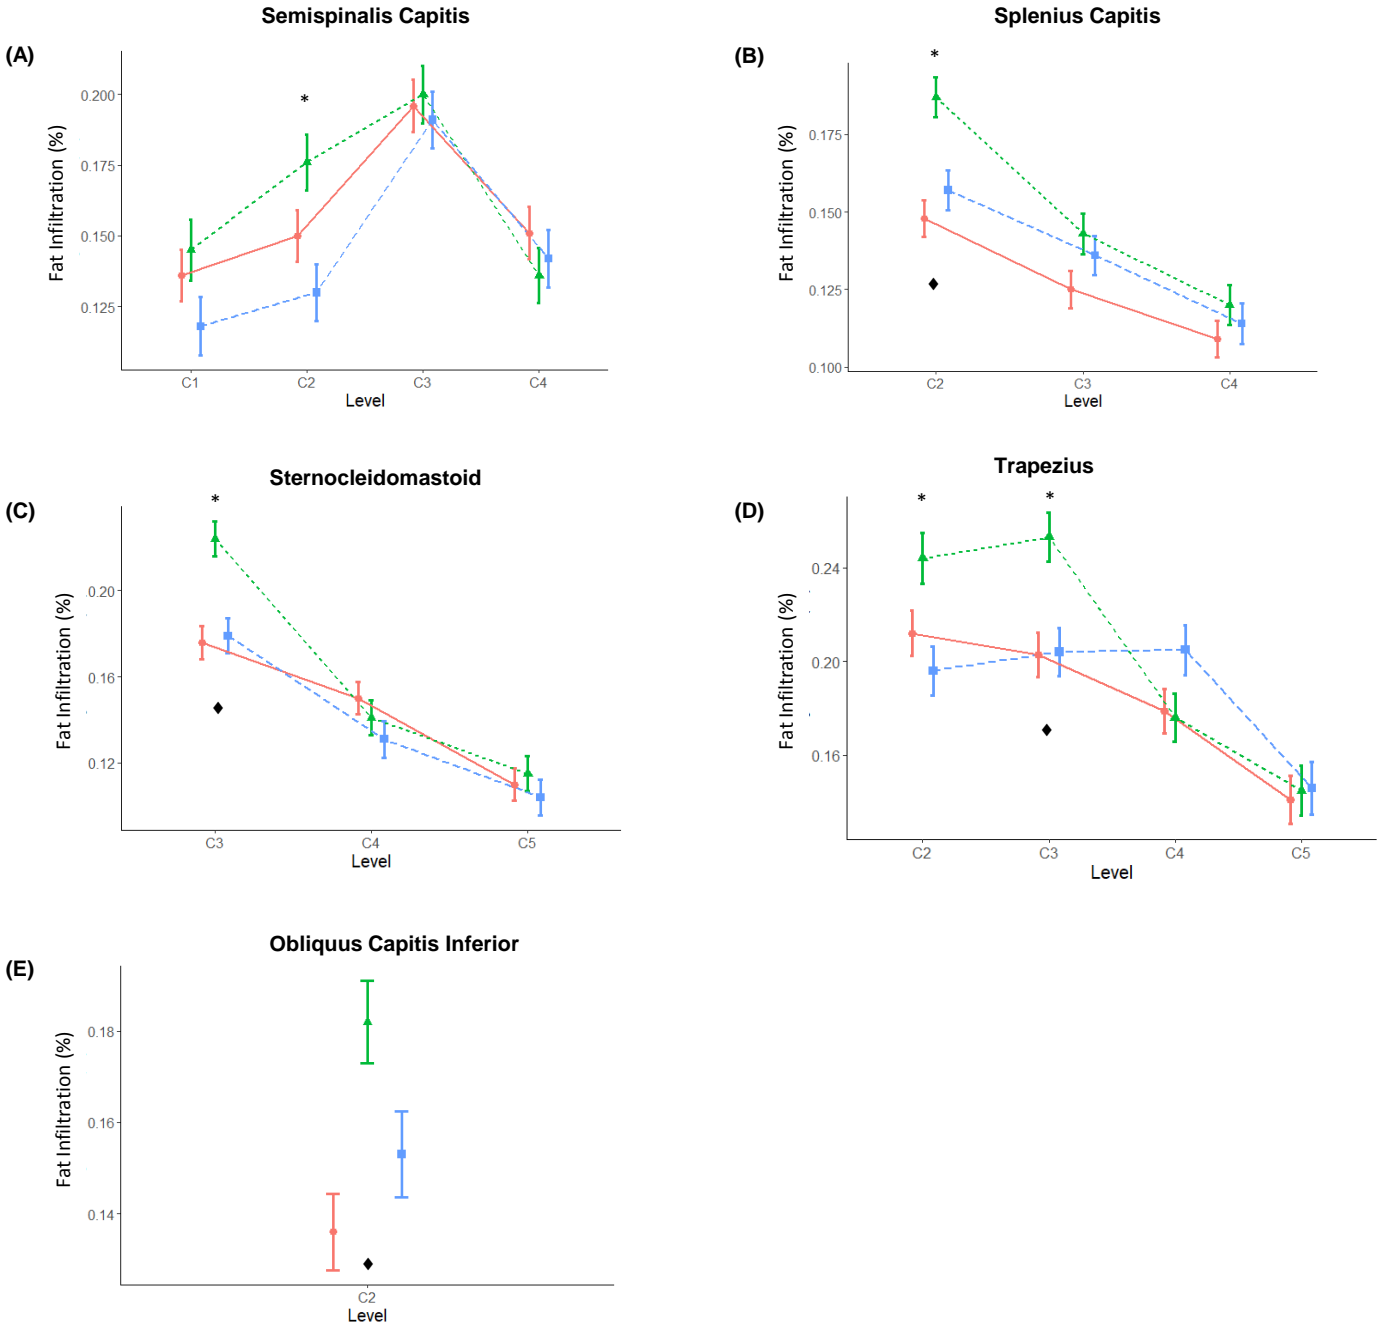 Semispinalis Capitis
(A)
*
Fat Infiltration (%)
0.200
0.175
0.150
0.125
C1 C2 C3 C4
Level
Splenius Capitis
(B)
*
Fat Infiltration (%)
0.175
0.150
0.125
0.100
C2 C3 C4
Level
Sternocleidomastoid
(C)
*
Fat Infiltration (%)
0.20
0.16
0.12
C3 C4 C5
Level
Trapezius
(D)
* *
Fat Infiltration (%)
0.24
0.20
0.16
C2 C3 C4 C5
Level
Obliquus Capitis Inferior
(E)
Fat Infiltration (%)
0.18
0.16
0.14
C2
Level